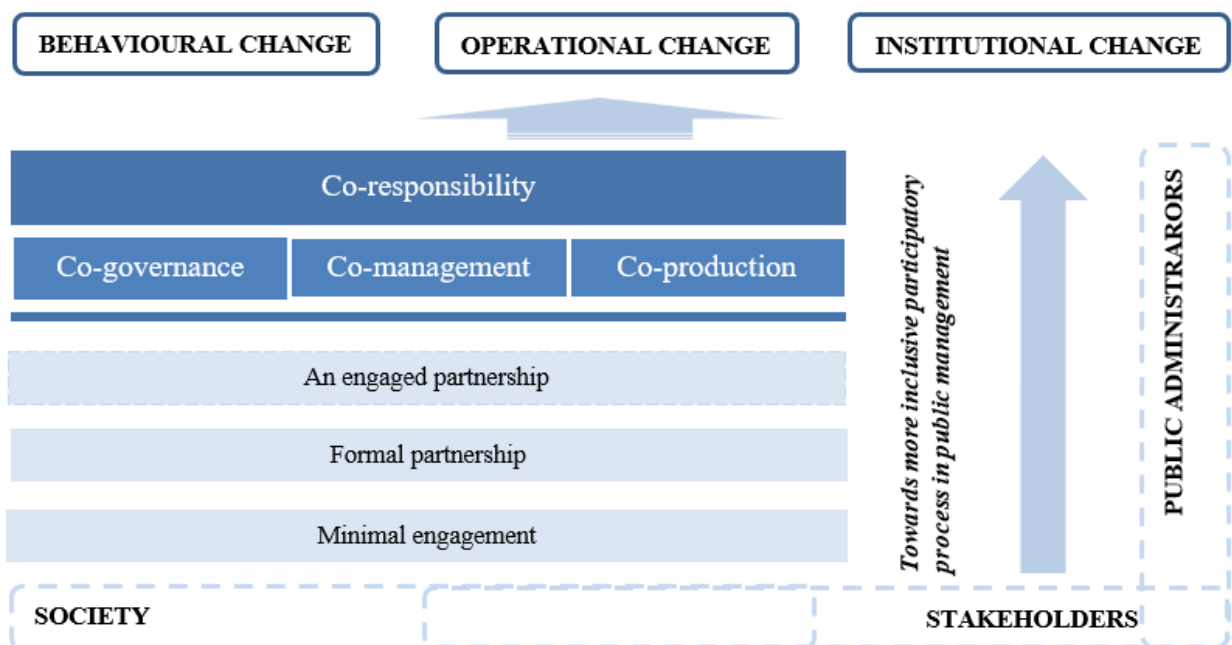 BEHAVIOURAL CHANGE
OPERATIONAL CHANGE
INSTITUTIONAL CHANGE
Co-responsibility
Co-governance
Co-management
Co-production
An engaged partnership
Formal partnership
Minimal engagement
Towards more inclusive participatory
process in public management
PUBLIC ADMINISTRARORS
SOCIETY
STAKEHOLDERS